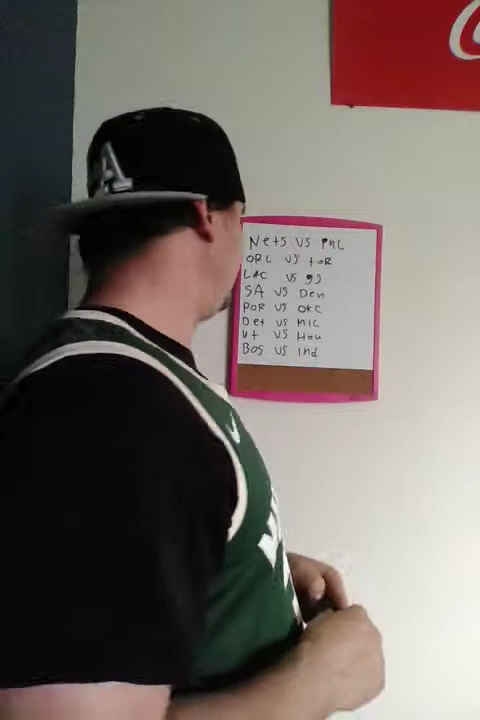 A
C
Nets VS PHL
ORL VS tOR
LAC VS gs
SA VS Den
POR VS OKC
Det VS MIL
Ut VS Hou
BOS VS Ind